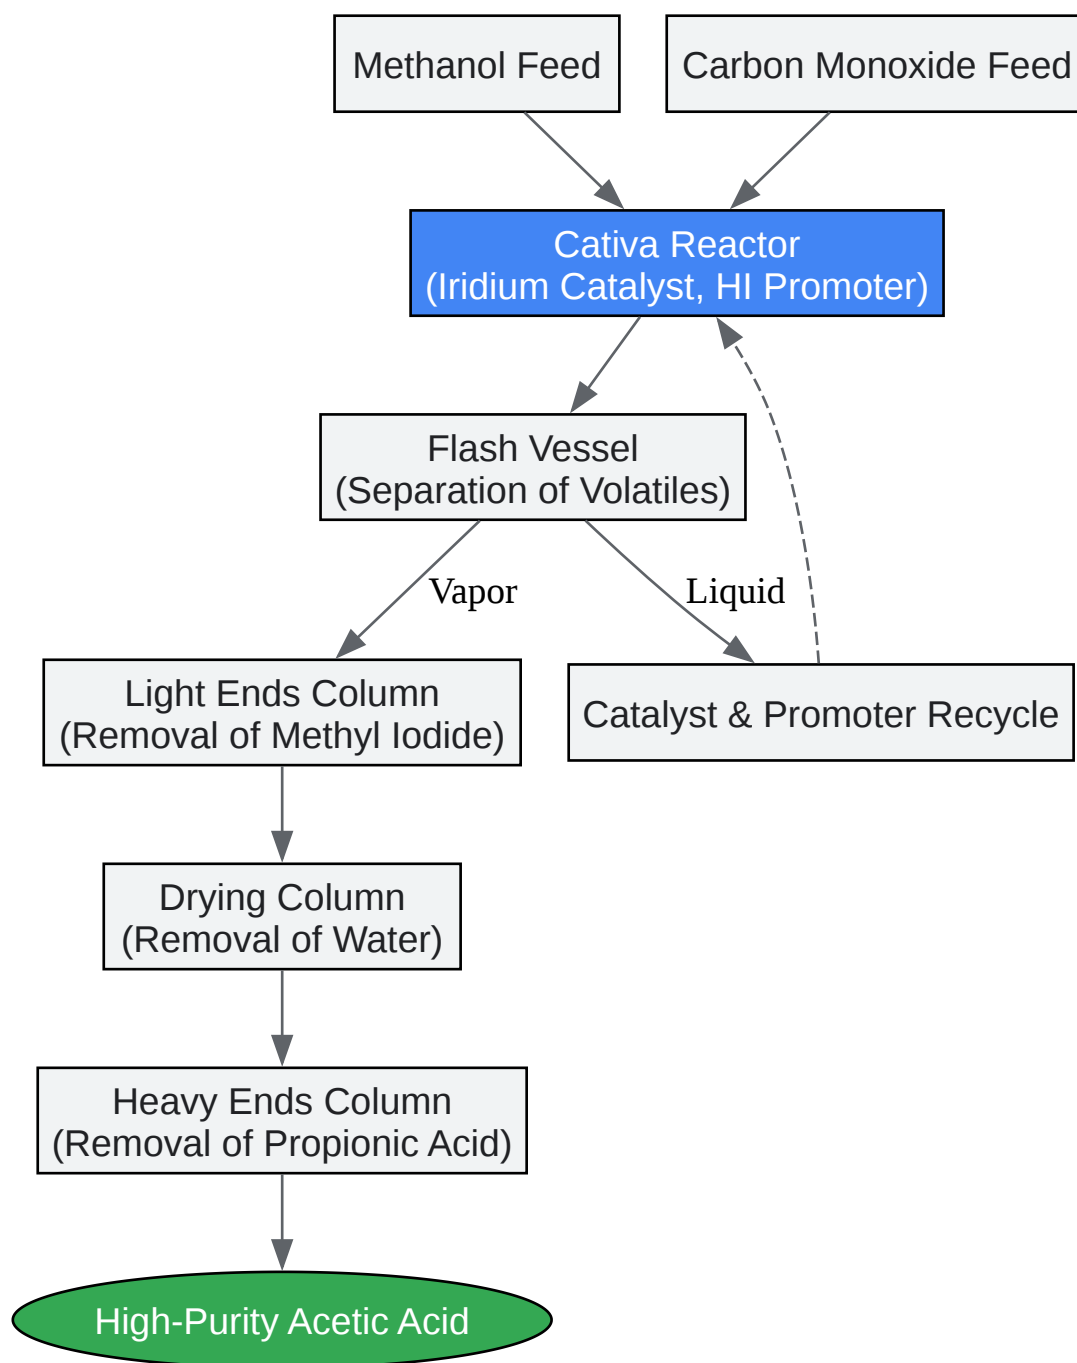 Methanol Feed
Carbon Monoxide Feed
Cativa Reactor
(Iridium Catalyst, HI Promoter)
Flash Vessel
(Separation of Volatiles)
Vapor
Liquid
Light Ends Column
(Removal of Methyl Iodide)
Catalyst & Promoter Recycle
Drying Column
(Removal of Water)
Heavy Ends Column
(Removal of Propionic Acid)
High-Purity Acetic Acid